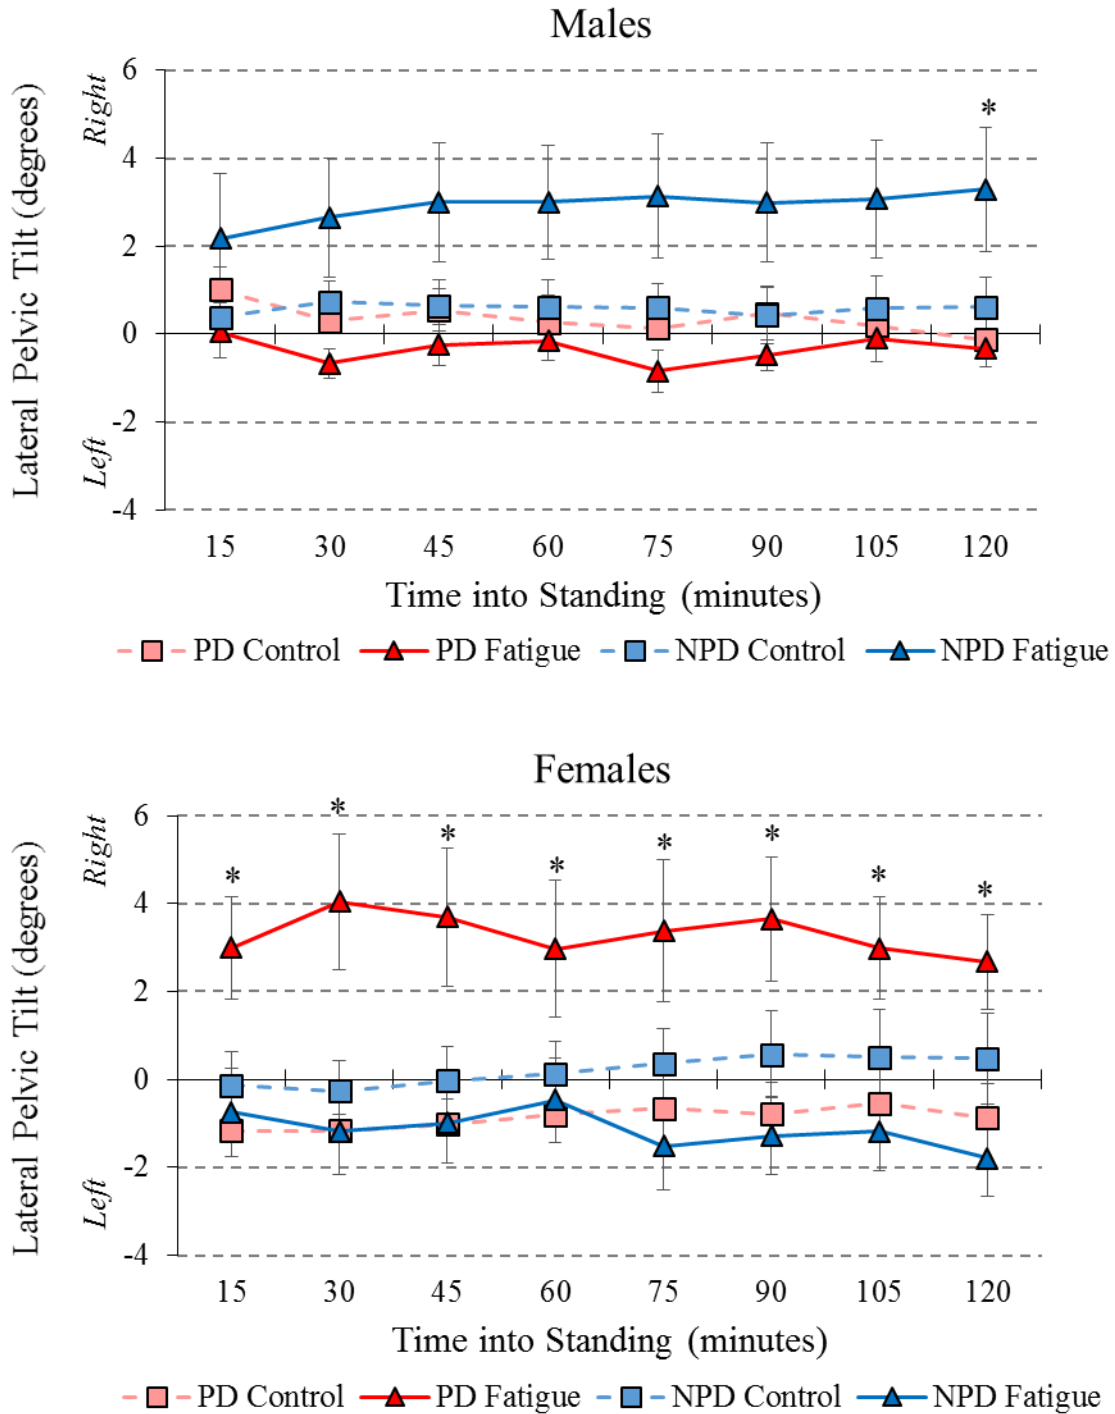 Males
Lateral Pelvic Tilt (degrees)
Right
Left
6
4
2
0
-2
-4
*
15 30 45 60 75 90 105 120
Time into Standing (minutes)
PD Control PD Fatigue NPD Control NPD Fatigue
Females
Lateral Pelvic Tilt (degrees)
Right
Left
6
4
2
0
-2
-4
* * * * * * * *
15 30 45 60 75 90 105 120
Time into Standing (minutes)
PD Control PD Fatigue NPD Control NPD Fatigue